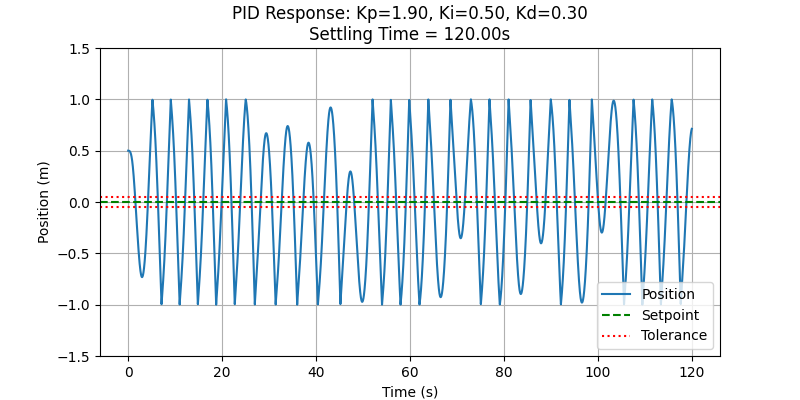 PID Response: Kp=1.90, Ki=0.50, Kd=0.30
Settling Time = 120.00s
Position (m)
1.5
1.0
0.5
0.0
−0.5
−1.0
−1.5
0
20
40
60
80
100
120
Time (s)
Position
Setpoint
Tolerance